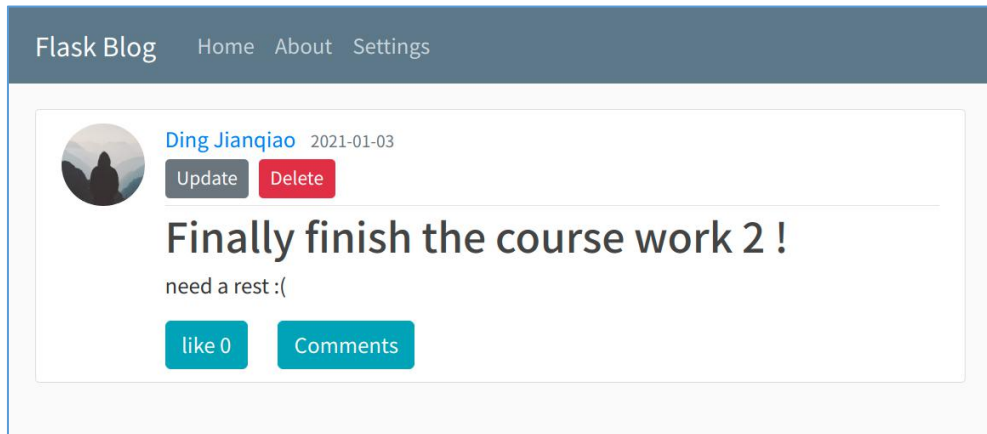 Flask Blog Home About Settings
Ding Jianqiao 2021-01-03
Update Delete
Finally finish the course work 2 !
need a rest :(
like 0 Comments